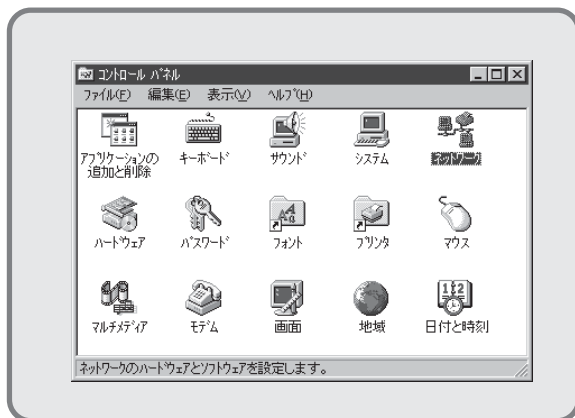 コントロール パネル
ファイル(F) 編集(E) 表示(V) ヘルプ(H)
アプリケーションの
追加と削除
キーボード
サウンド
システム
ネットワーク
ハードウェア
パスワード
フォント
プリンタ
マウス
マルチメディア
モデム
画面
地域
日付と時刻
ネットワークのハードウェアとソフトウェアを設定します。